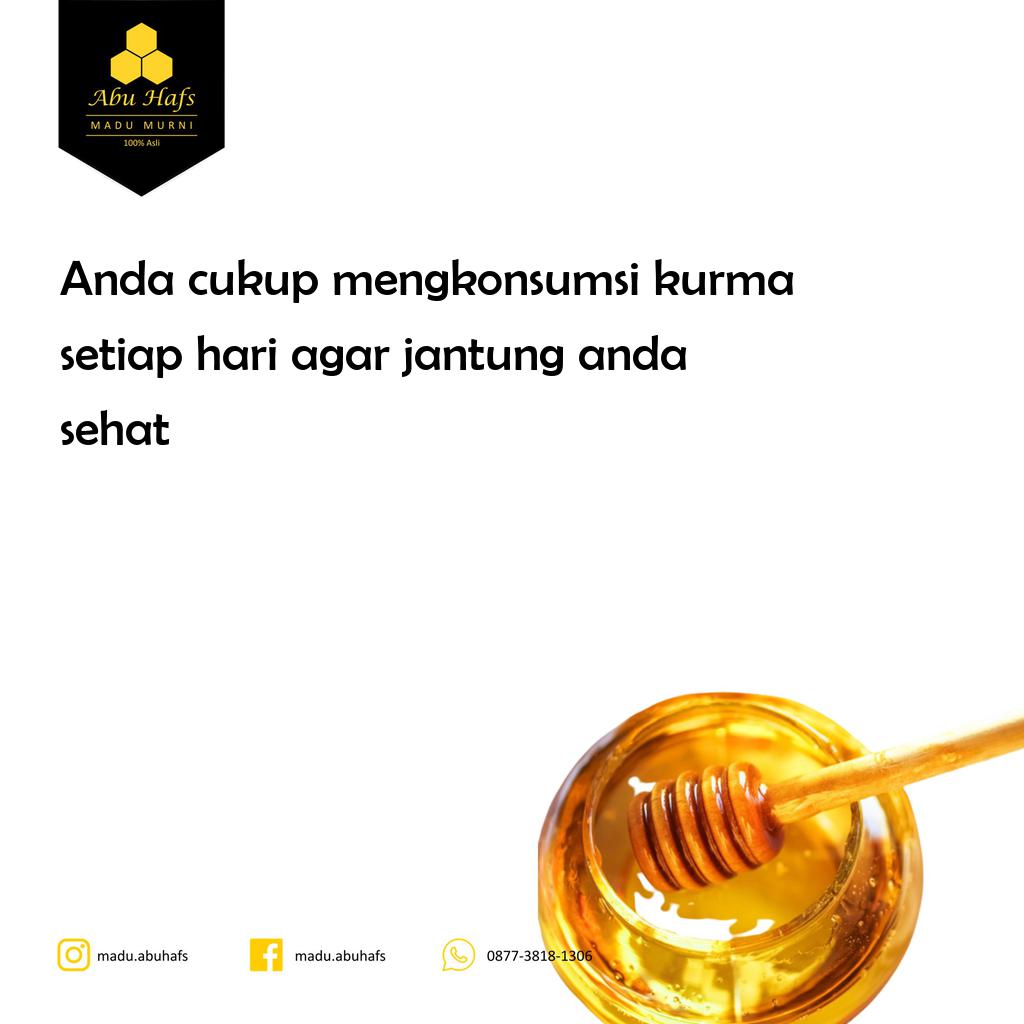 Abu Hafs
MADU MURNI
100% Asli
Anda cukup mengkonsumsi kurma
setiap hari agar jantung anda
sehat
madu.abuhafs madu.abuhafs 0877-3818-1306